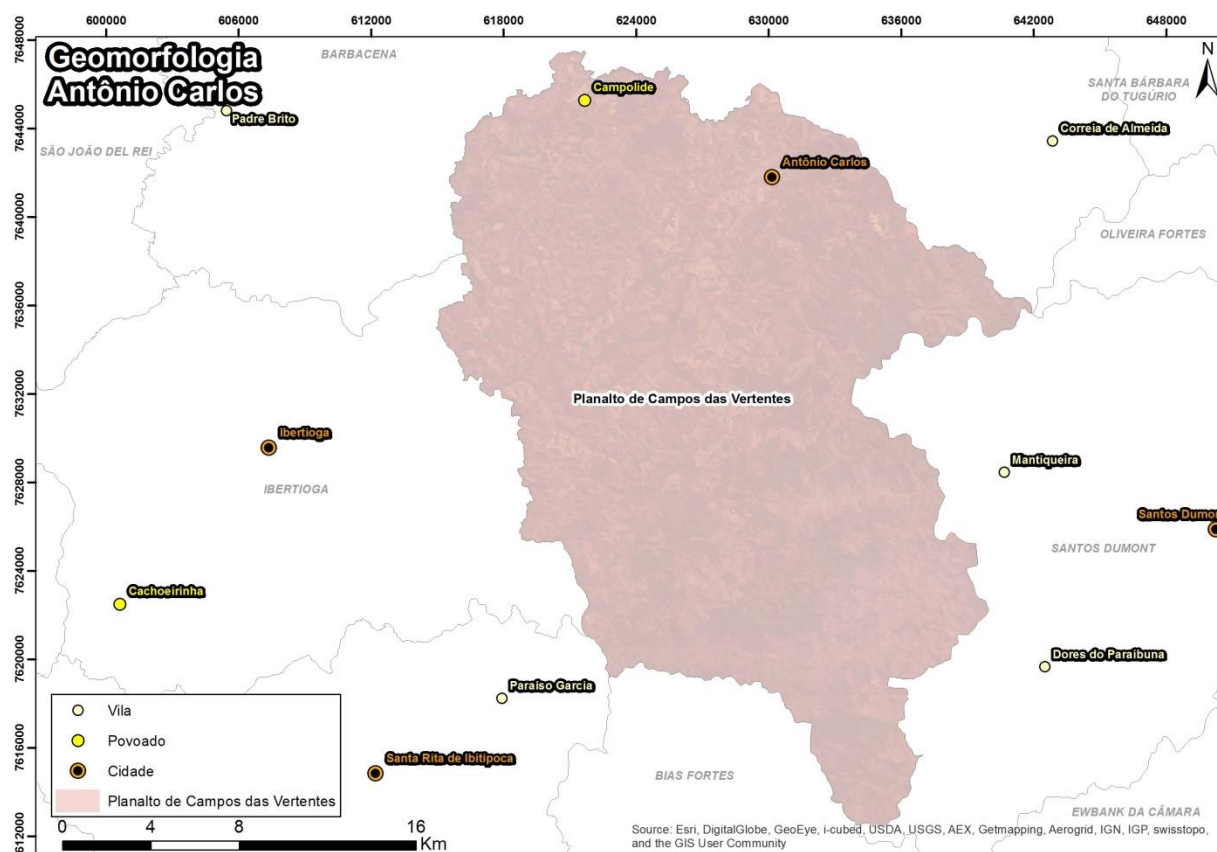 600000 606000 612000 618000 624000 630000 636000 642000 648000
7648000
7644000
7640000
7636000
7632000
7628000
7624000
7620000
7616000
7612000
Geomorfologia
Antônio Carlos
N
BARBACENA
SANTA BÁRBARA
DO TUGÚRIO
Campolide
Padre Brito
Correia de Almeida
SÃO JOÃO DEL REI
Antônio Carlos
OLIVEIRA FORTES
Planalto de Campos das Vertentes
Ibertioga
Mantiqueira
IBERTIOGA
Santos Dumon
SANTOS DUMONT
Cachoeirinha
Dores do Paraibuna
Paraíso Garcia
Santa Rita de Ibitipoca
BIAS FORTES
EWBANK DA CÂMARA
Vila
Povoado
Cidade
Planalto de Campos das Vertentes
0 4 8 16
Km
Source: Esri, DigitalGlobe, GeoEye, i-cubed, USDA, USGS, AEX, Getmapping, Aerogrid, IGN, IGP, swisstopo,
and the GIS User Community